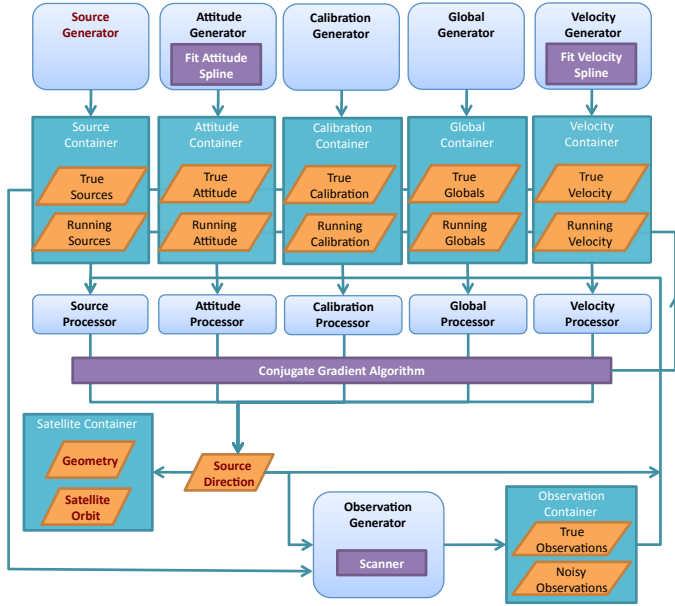 Source
Generator
Attitude
Generator
Fit Attitude
Spline
Calibration
Generator
Global
Generator
Velocity
Generator
Fit Velocity
Spline
Source
Container
True
Sources
Running
Sources
Attitude
Container
True
Attitude
Running
Attitude
Calibration
Container
True
Calibration
Running
Calibration
Global
Container
True
Globals
Running
Globals
Velocity
Container
True
Velocity
Running
Velocity
Source
Processor
Attitude
Processor
Calibration
Processor
Global
Processor
Velocity
Processor
Conjugate Gradient Algorithm
Satellite Container
Geometry
Satellite
Orbit
Source
Direction
Observation
Generator
Scanner
Observation
Container
True
Observations
Noisy
Observations